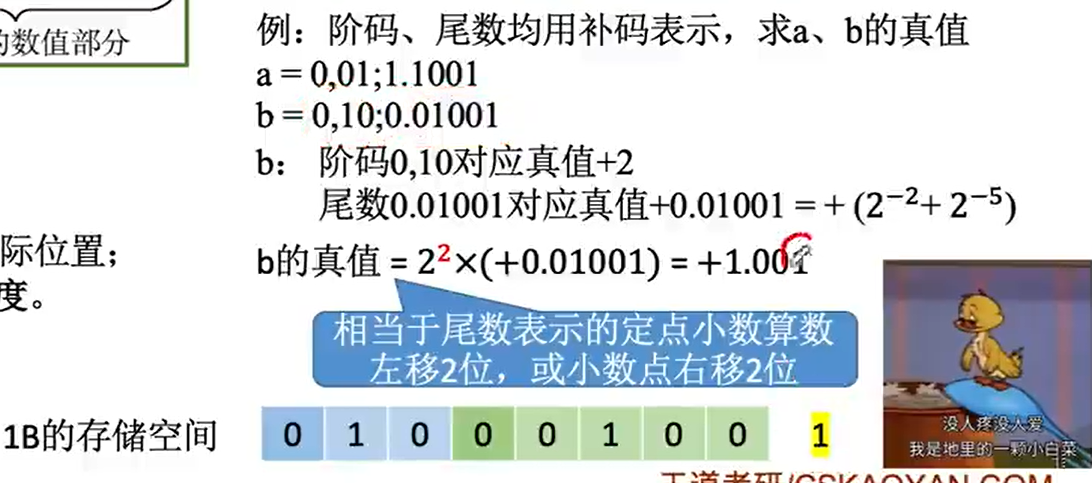 的数值部分
例：阶码、尾数均用补码表示，求a、b的真值
a = 0,01;1.1001
b = 0,10;0.01001
b： 阶码0,10对应真值+2
尾数0.01001对应真值+0.01001 = + (2⁻²+ 2⁻⁵)
际位置；
度。
b的真值 = 2²×(+0.01001) = +1.001
相当于尾数表示的定点小数算数
左移2位，或小数点右移2位
1B的存储空间 0 1 0 0 0 1 0 0 1
没人疼没人爱
我是地里的一颗小白菜
王道考研/CSKAOYAN.COM